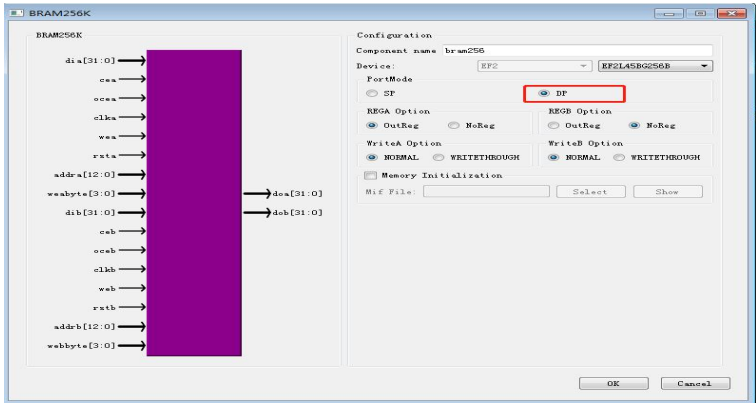 BRAM256K
BRAM256K
dia[31:0]
cea
ocea
clka
wea
rsta
addra[12:0]
weabyte[3:0]
dib[31:0]
ceb
oceb
clkb
web
rstb
addrb[12:0]
webbyte[3:0]
doa[31:0]
dob[31:0]
Configuration
Component name bram256
Device: EF2 EF2L45BG256B
PortMode
SP DP
REGA Option REGB Option
OutReg NoReg OutReg NoReg
WriteA Option WriteB Option
NORMAL WRITETHROUGH NORMAL WRITETHROUGH
Memory Initialization
Mif File: Select Show
OK Cancel